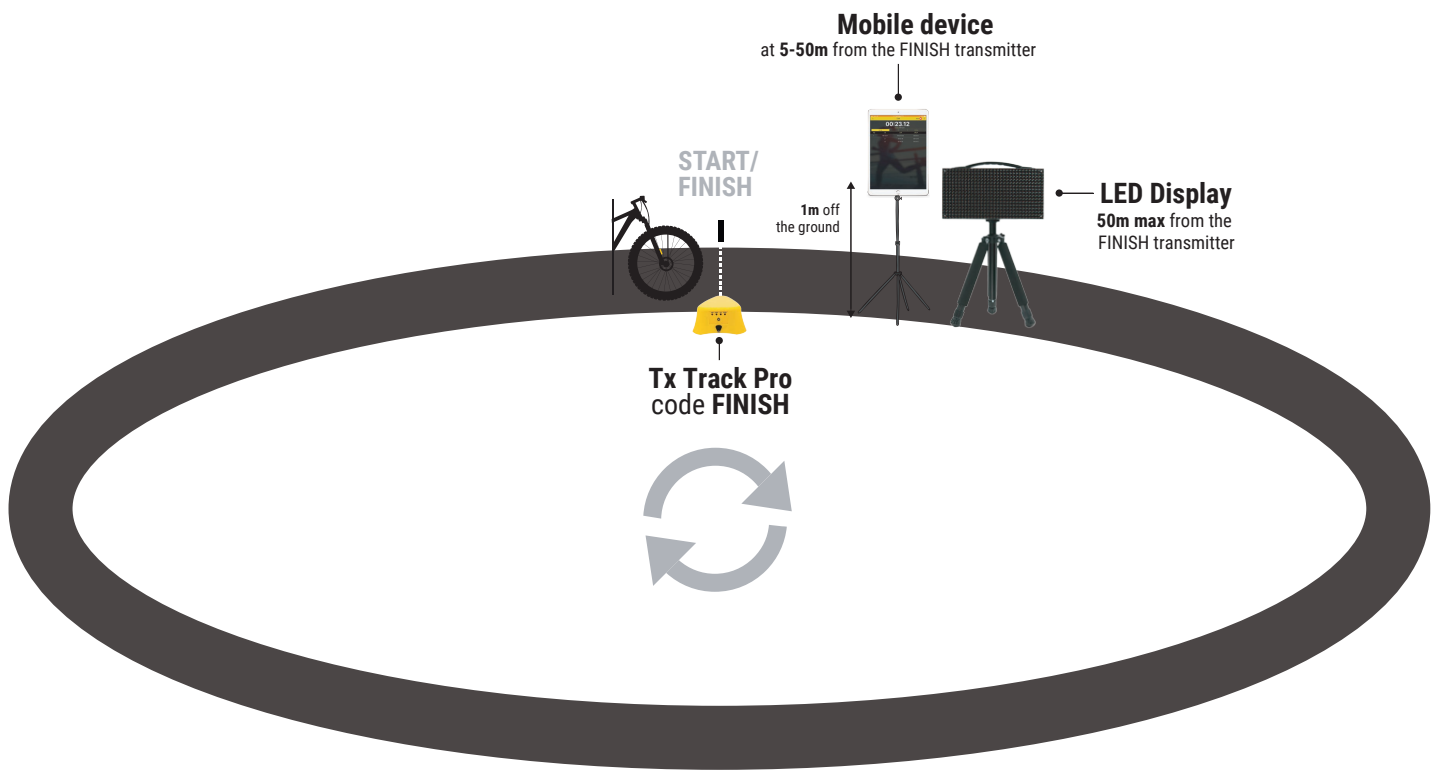 Mobile device
at 5-50m from the FINISH transmitter
00:23.12
START/
FINISH
1m off
the ground
LED Display
50m max from the
FINISH transmitter
Tx Track Pro
code FINISH